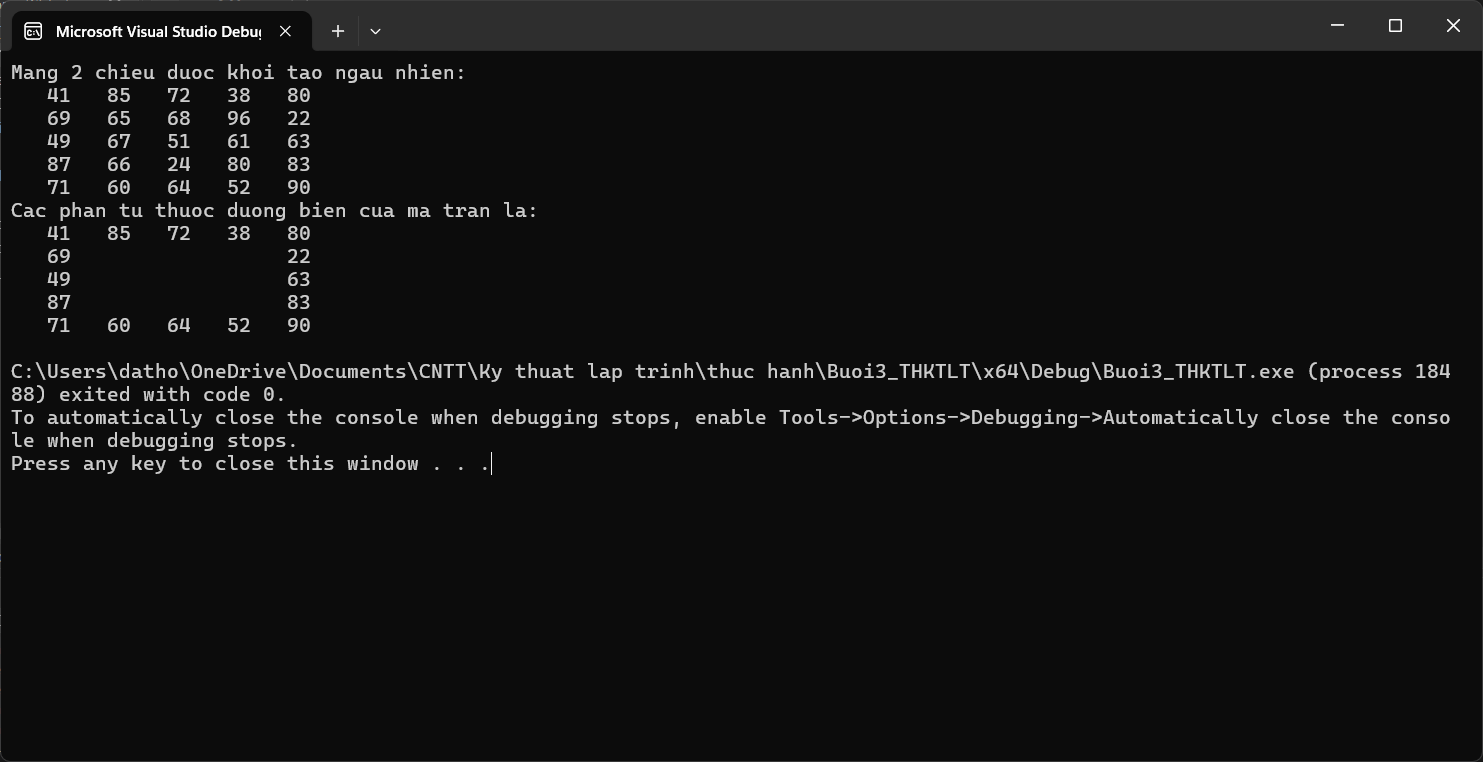 Microsoft Visual Studio Debu
Mang 2 chieu duoc khoi tao ngau nhien:
41 85 72 38 80
69 65 68 96 22
49 67 51 61 63
87 66 24 80 83
71 60 64 52 90
Cac phan tu thuoc duong bien cua ma tran la:
41 85 72 38 80
69 22
49 63
87 83
71 60 64 52 90
C:\Users\datho\OneDrive\Documents\CNTT\Ky thuat lap trinh\thuc hanh\Buoi3_THKTLT\x64\Debug\Buoi3_THKTLT.exe (process 184
88) exited with code 0.
To automatically close the console when debugging stops, enable Tools->Options->Debugging->Automatically close the conso
le when debugging stops.
Press any key to close this window . . .